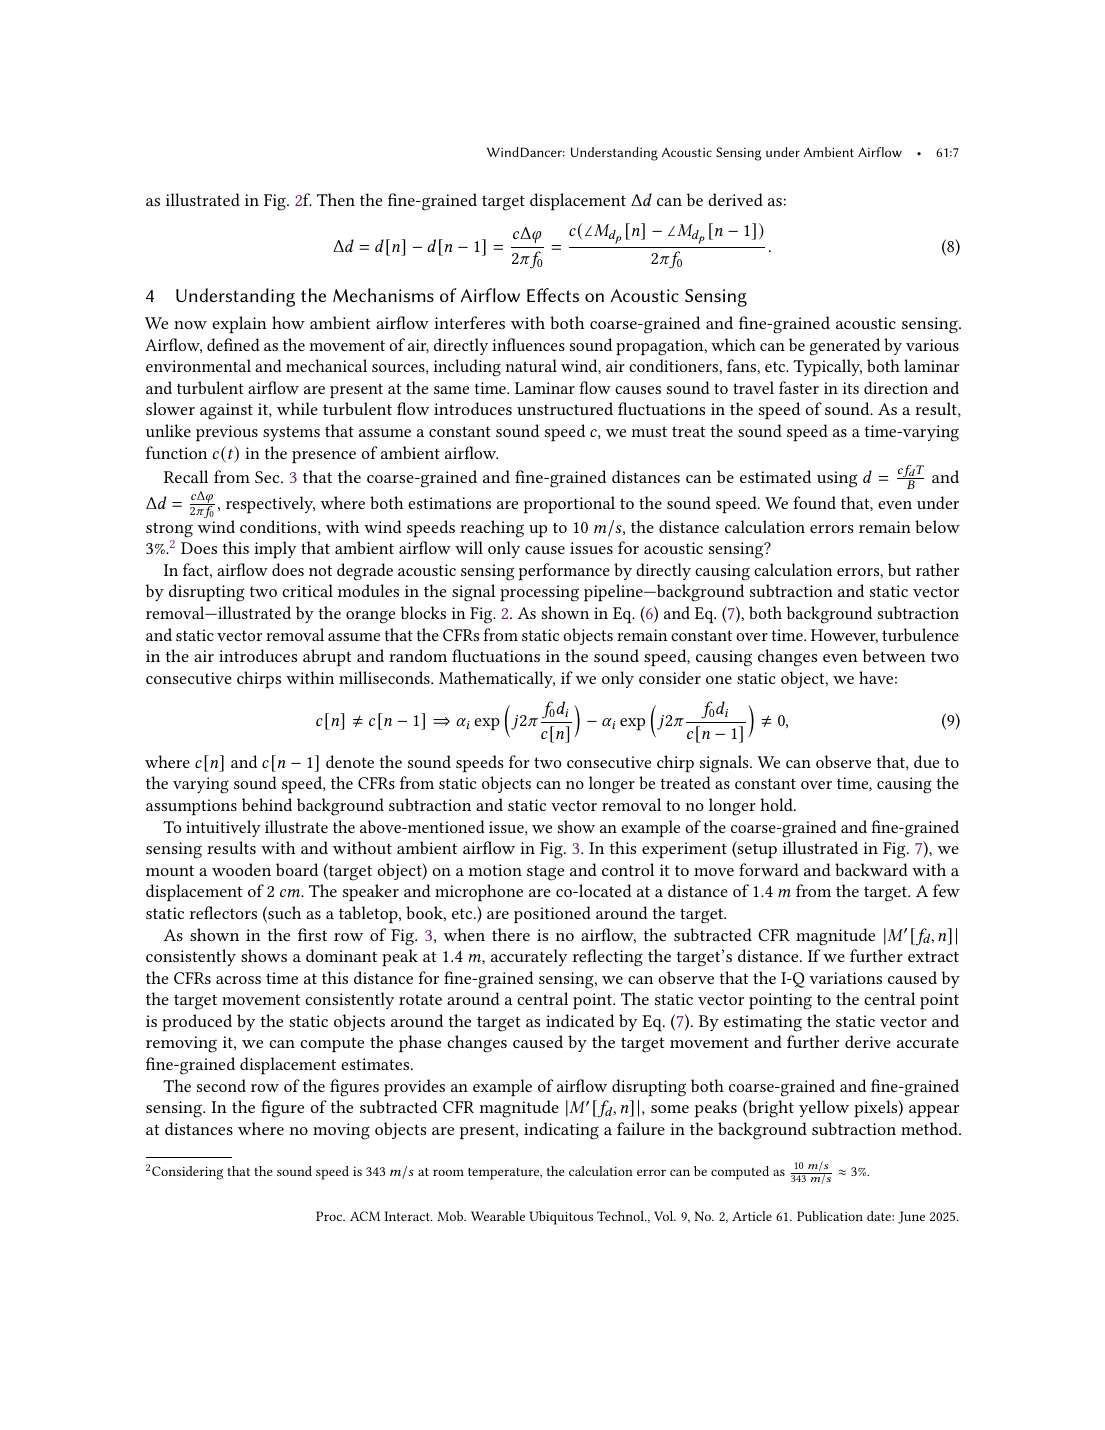 WindDancer: Understanding Acoustic Sensing under Ambient Airflow • 61:7
as illustrated in Fig. 2f. Then the fine-grained target displacement Δd can be derived as:
Δd = d[n] − d[n − 1] = cΔφ / 2πf₀ = c(∠M_{d_p}[n] − ∠M_{d_p}[n − 1]) / 2πf₀. (8)
4 Understanding the Mechanisms of Airflow Effects on Acoustic Sensing
We now explain how ambient airflow interferes with both coarse-grained and fine-grained acoustic sensing.
Airflow, defined as the movement of air, directly influences sound propagation, which can be generated by various
environmental and mechanical sources, including natural wind, air conditioners, fans, etc. Typically, both laminar
and turbulent airflow are present at the same time. Laminar flow causes sound to travel faster in its direction and
slower against it, while turbulent flow introduces unstructured fluctuations in the speed of sound. As a result,
unlike previous systems that assume a constant sound speed c, we must treat the sound speed as a time-varying
function c(t) in the presence of ambient airflow.
Recall from Sec. 3 that the coarse-grained and fine-grained distances can be estimated using d = c f_d T / B and
Δd = cΔφ / 2πf₀, respectively, where both estimations are proportional to the sound speed. We found that, even under
strong wind conditions, with wind speeds reaching up to 10 m/s, the distance calculation errors remain below
3%.² Does this imply that ambient airflow will only cause issues for acoustic sensing?
In fact, airflow does not degrade acoustic sensing performance by directly causing calculation errors, but rather
by disrupting two critical modules in the signal processing pipeline—background subtraction and static vector
removal—illustrated by the orange blocks in Fig. 2. As shown in Eq. (6) and Eq. (7), both background subtraction
and static vector removal assume that the CFRs from static objects remain constant over time. However, turbulence
in the air introduces abrupt and random fluctuations in the sound speed, causing changes even between two
consecutive chirps within milliseconds. Mathematically, if we only consider one static object, we have:
c[n] ≠ c[n − 1] ⇒ α_i exp (j2π f₀d_i / c[n]) − α_i exp (j2π f₀d_i / c[n − 1]) ≠ 0, (9)
where c[n] and c[n − 1] denote the sound speeds for two consecutive chirp signals. We can observe that, due to
the varying sound speed, the CFRs from static objects can no longer be treated as constant over time, causing the
assumptions behind background subtraction and static vector removal to no longer hold.
To intuitively illustrate the above-mentioned issue, we show an example of the coarse-grained and fine-grained
sensing results with and without ambient airflow in Fig. 3. In this experiment (setup illustrated in Fig. 7), we
mount a wooden board (target object) on a motion stage and control it to move forward and backward with a
displacement of 2 cm. The speaker and microphone are co-located at a distance of 1.4 m from the target. A few
static reflectors (such as a tabletop, book, etc.) are positioned around the target.
As shown in the first row of Fig. 3, when there is no airflow, the subtracted CFR magnitude |M′[f_d, n]|
consistently shows a dominant peak at 1.4 m, accurately reflecting the target's distance. If we further extract
the CFRs across time at this distance for fine-grained sensing, we can observe that the I-Q variations caused by
the target movement consistently rotate around a central point. The static vector pointing to the central point
is produced by the static objects around the target as indicated by Eq. (7). By estimating the static vector and
removing it, we can compute the phase changes caused by the target movement and further derive accurate
fine-grained displacement estimates.
The second row of the figures provides an example of airflow disrupting both coarse-grained and fine-grained
sensing. In the figure of the subtracted CFR magnitude |M′[f_d, n]|, some peaks (bright yellow pixels) appear
at distances where no moving objects are present, indicating a failure in the background subtraction method.
²Considering that the sound speed is 343 m/s at room temperature, the calculation error can be computed as 10 m/s / 343 m/s ≈ 3%.
Proc. ACM Interact. Mob. Wearable Ubiquitous Technol., Vol. 9, No. 2, Article 61. Publication date: June 2025.